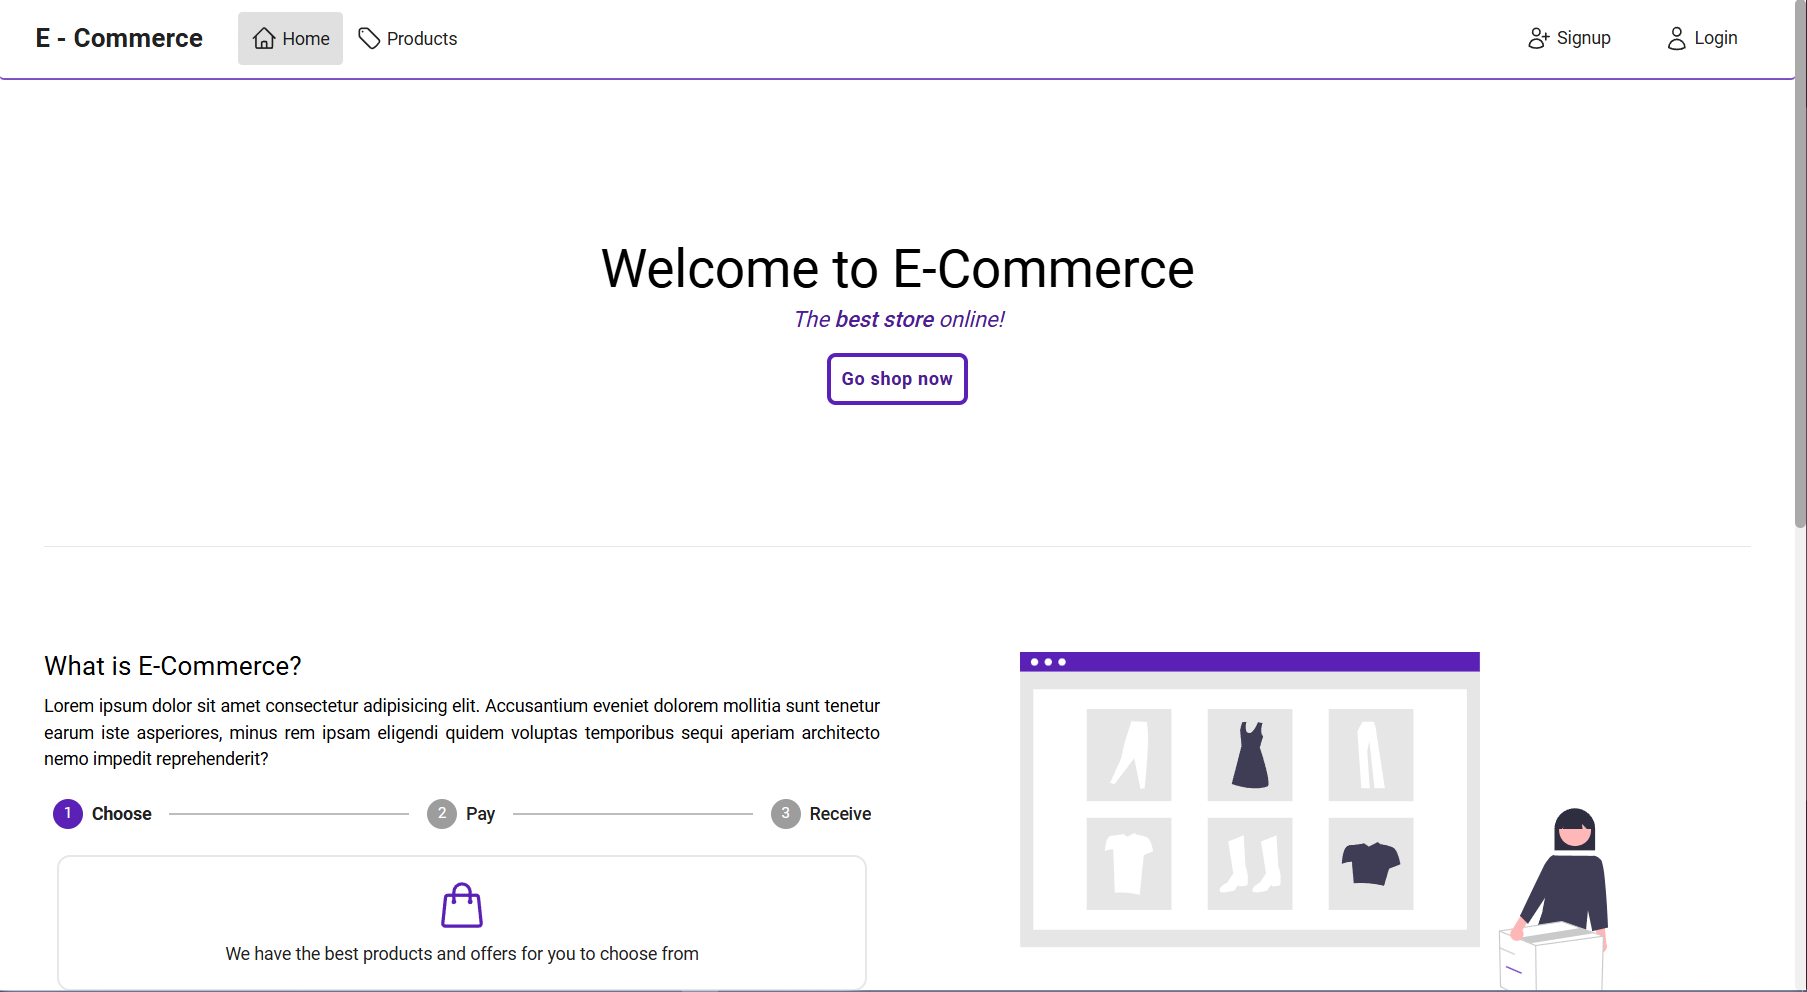 E - Commerce
Home
Products
Signup
Login
Welcome to E-Commerce
The best store online!
Go shop now
What is E-Commerce?
Lorem ipsum dolor sit amet consectetur adipisicing elit. Accusantium eveniet dolorem mollitia sunt tenetur
earum iste asperiores, minus rem ipsam eligendi quidem voluptas temporibus sequi aperiam architecto
nemo impedit reprehenderit?
1 Choose
2 Pay
3 Receive
We have the best products and offers for you to choose from